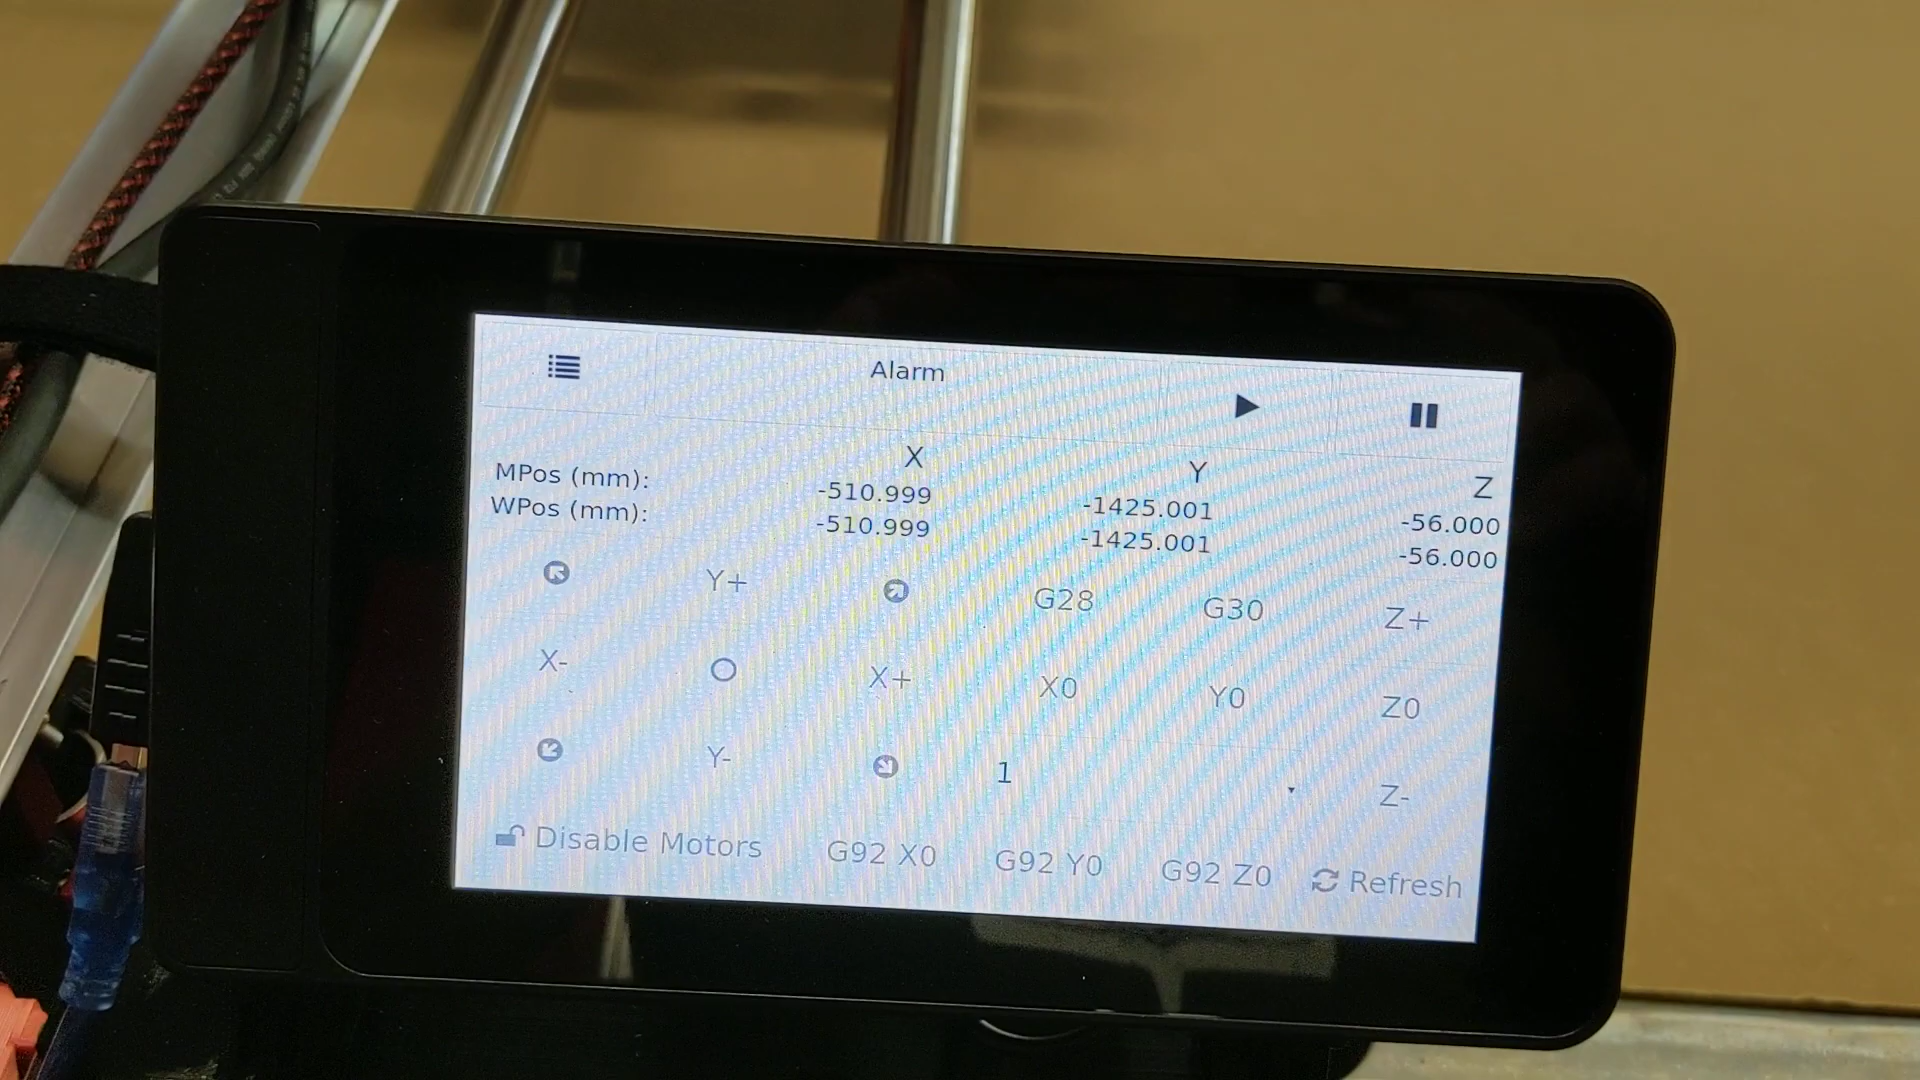 Alarm
X Y Z
MPos (mm): -510.999 -1425.001 -56.000
WPos (mm): -510.999 -1425.001 -56.000
Y+ G28 G30 Z+
X- X+ X0 Y0 Z0
Y- 1 Z-
Disable Motors G92 X0 G92 Y0 G92 Z0 Refresh